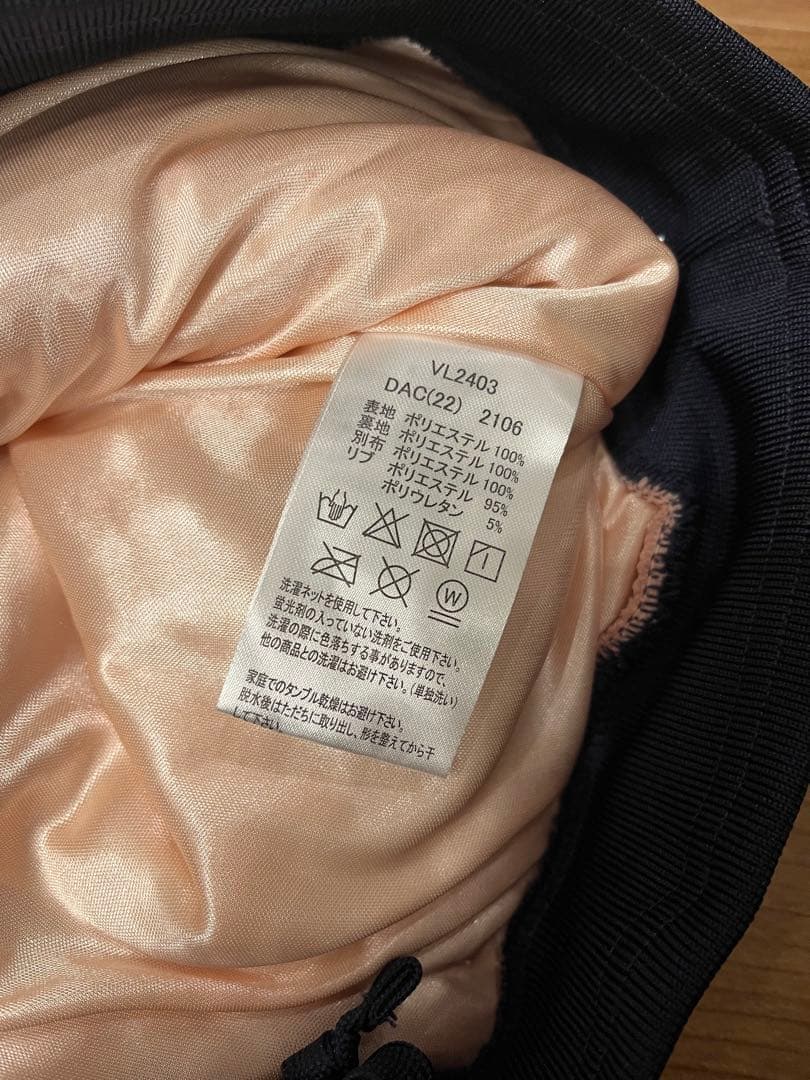 VL2403
DAC(22) 2106
表地 ポリエステル 100%
裏地 ポリエステル 100%
別布 ポリエステル 100%
リブ ポリエステル 95%
ポリウレタン 5%
W
洗濯ネットを使用して下さい。
蛍光剤の入っていない洗剤をご使用下さい。
洗濯の際に色落ちする事がありますので、
他の商品との洗濯はお避け下さい。(単独洗い)
家庭でのタンブル乾燥はお避け下さい。
脱水後はただちに取り出し、形を整えてから干
して下さい。